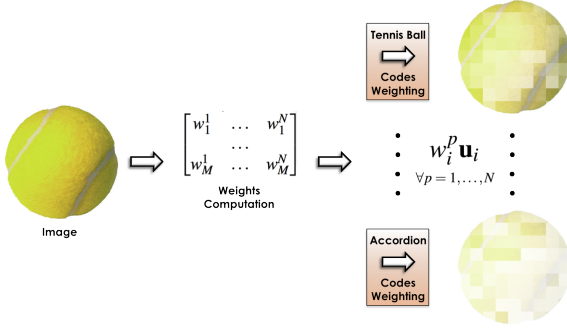 Tennis Ball
Codes
Weighting
w_1^1 ... w_1^N
...
w_M^1 ... w_M^N
Weights
Computation
Image
w_i^p u_i
∀p = 1,...,N
Accordion
Codes
Weighting